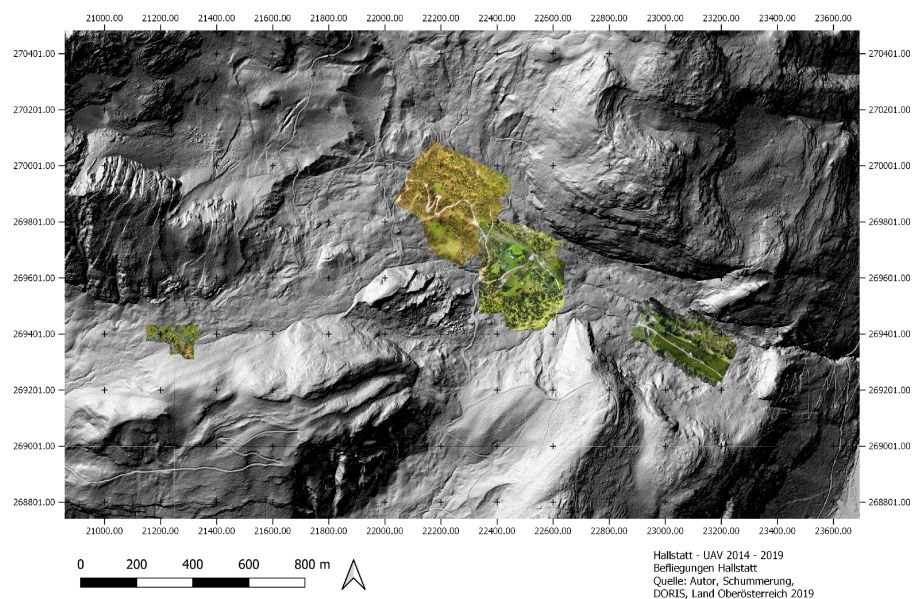 21000.00 21200.00 21400.00 21600.00 21800.00 22000.00 22200.00 22400.00 22600.00 22800.00 23000.00 23200.00 23400.00 23600.00
270401.00 270401.00
270201.00 270201.00
270001.00 270001.00
269801.00 269801.00
269601.00 269601.00
269401.00 269401.00
269201.00 269201.00
269001.00 269001.00
268801.00 268801.00
21000.00 21200.00 21400.00 21600.00 21800.00 22000.00 22200.00 22400.00 22600.00 22800.00 23000.00 23200.00 23400.00 23600.00
0 200 400 600 800 m
Hallstatt - UAV 2014 - 2019
Befliegungen Hallstatt
Quelle: Autor, Schummerung,
DORIS, Land Oberösterreich 2019